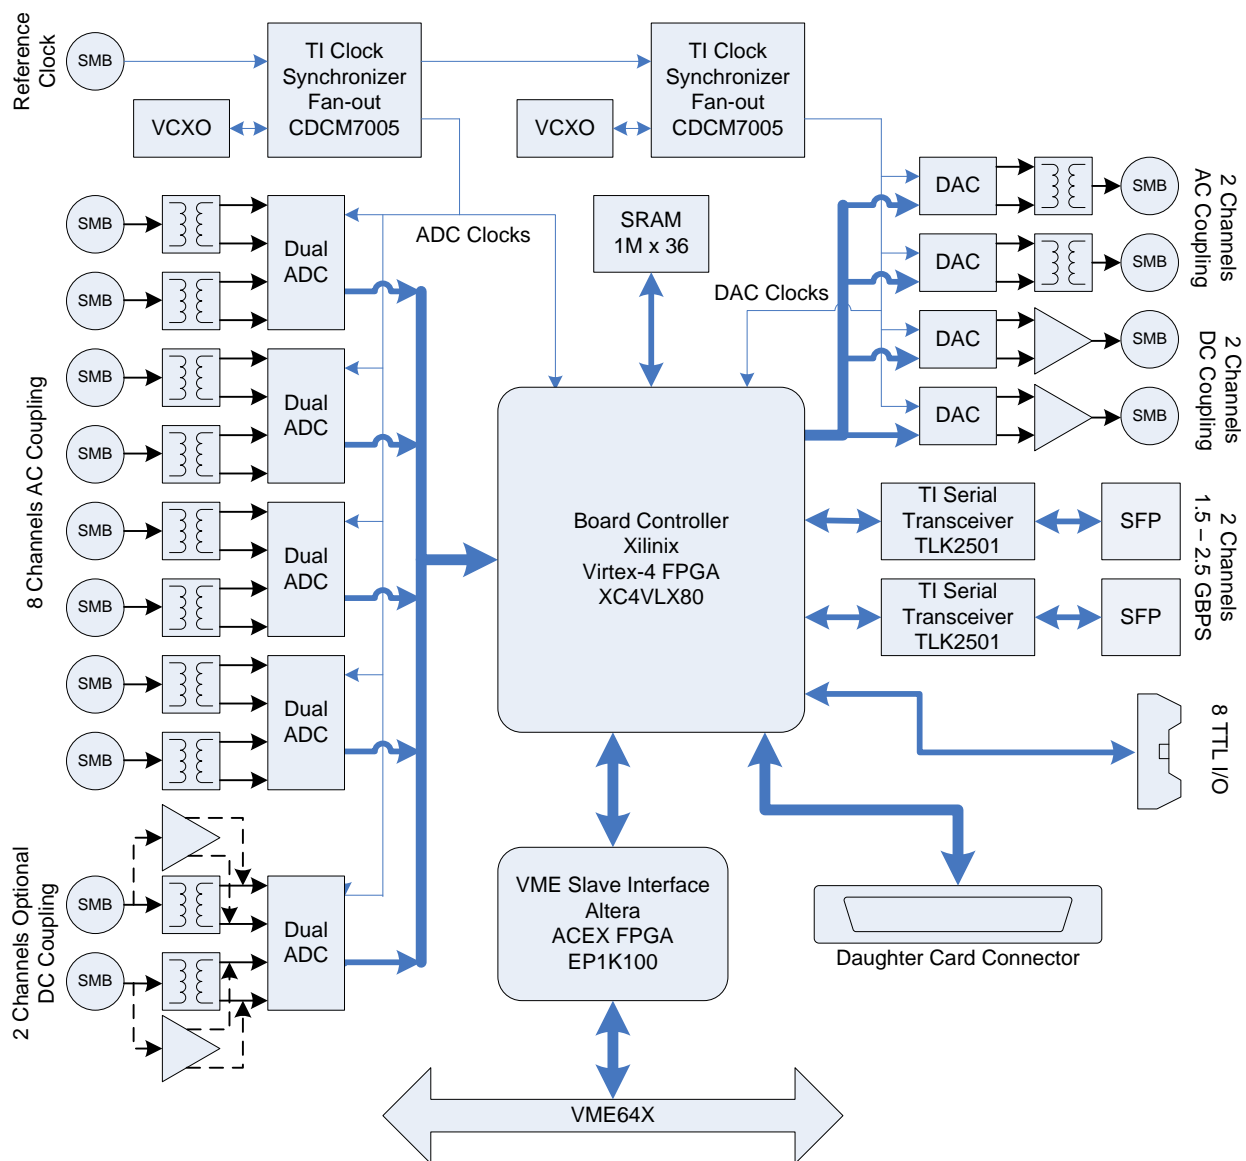 Reference
Clock
SMB
TI Clock
Synchronizer
Fan-out
CDCM7005
VCXO
TI Clock
Synchronizer
Fan-out
CDCM7005
VCXO
ADC Clocks
SRAM
1M x 36
DAC Clocks
8 Channels AC Coupling
SMB
SMB
Dual
ADC
SMB
SMB
Dual
ADC
SMB
SMB
Dual
ADC
SMB
SMB
Dual
ADC
2 Channels Optional
DC Coupling
SMB
SMB
Dual
ADC
Board Controller
Xilinix
Virtex-4 FPGA
XC4VLX80
DAC
SMB
DAC
SMB
2 Channels
AC Coupling
DAC
SMB
DAC
SMB
2 Channels
DC Coupling
TI Serial
Transceiver
TLK2501
SFP
TI Serial
Transceiver
TLK2501
SFP
2 Channels
1.5 – 2.5 GBPS
8 TTL I/O
VME Slave Interface
Altera
ACEX FPGA
EP1K100
Daughter Card Connector
VME64X